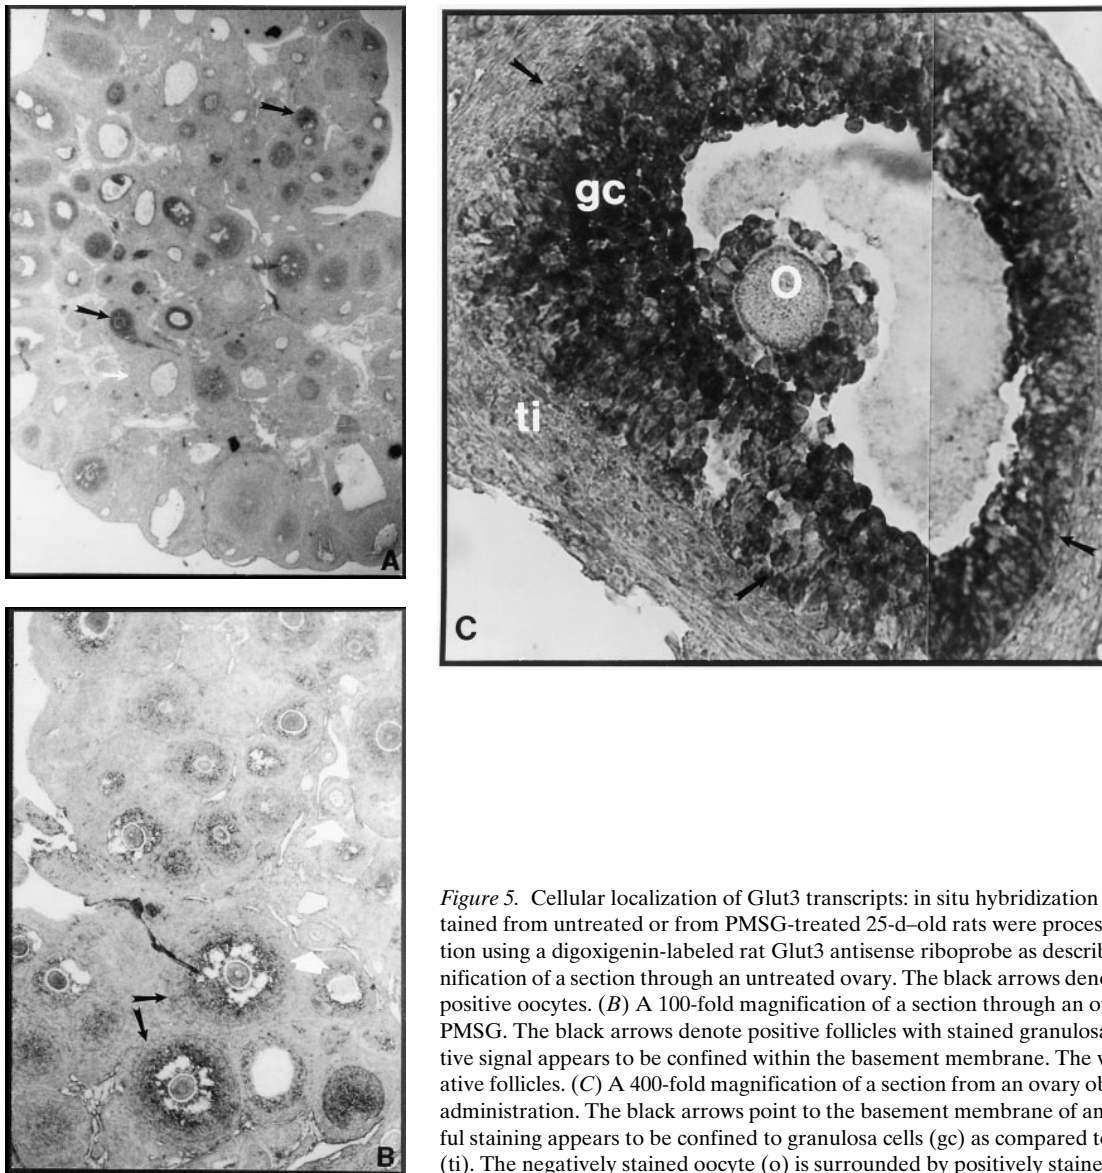 A
gc
O
ti
C
B
Figure 5. Cellular localization of Glut3 transcripts: in situ hybridization
tained from untreated or from PMSG-treated 25-d–old rats were proces
tion using a digoxigenin-labeled rat Glut3 antisense riboprobe as describ
nification of a section through an untreated ovary. The black arrows deno
positive oocytes. (B) A 100-fold magnification of a section through an o
PMSG. The black arrows denote positive follicles with stained granulosa
tive signal appears to be confined within the basement membrane. The w
ative follicles. (C) A 400-fold magnification of a section from an ovary ob
administration. The black arrows point to the basement membrane of an
ful staining appears to be confined to granulosa cells (gc) as compared to
(ti). The negatively stained oocyte (o) is surrounded by positively staine